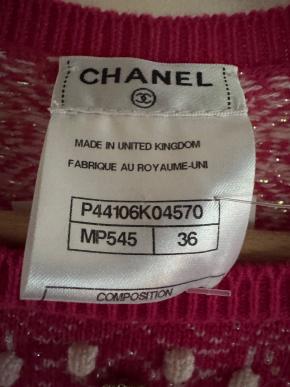 CHANEL
MADE IN UNITED KINGDOM
FABRIQUE AU ROYAUME-UNI
P44106K04570
MP545 36
COMPOSITION